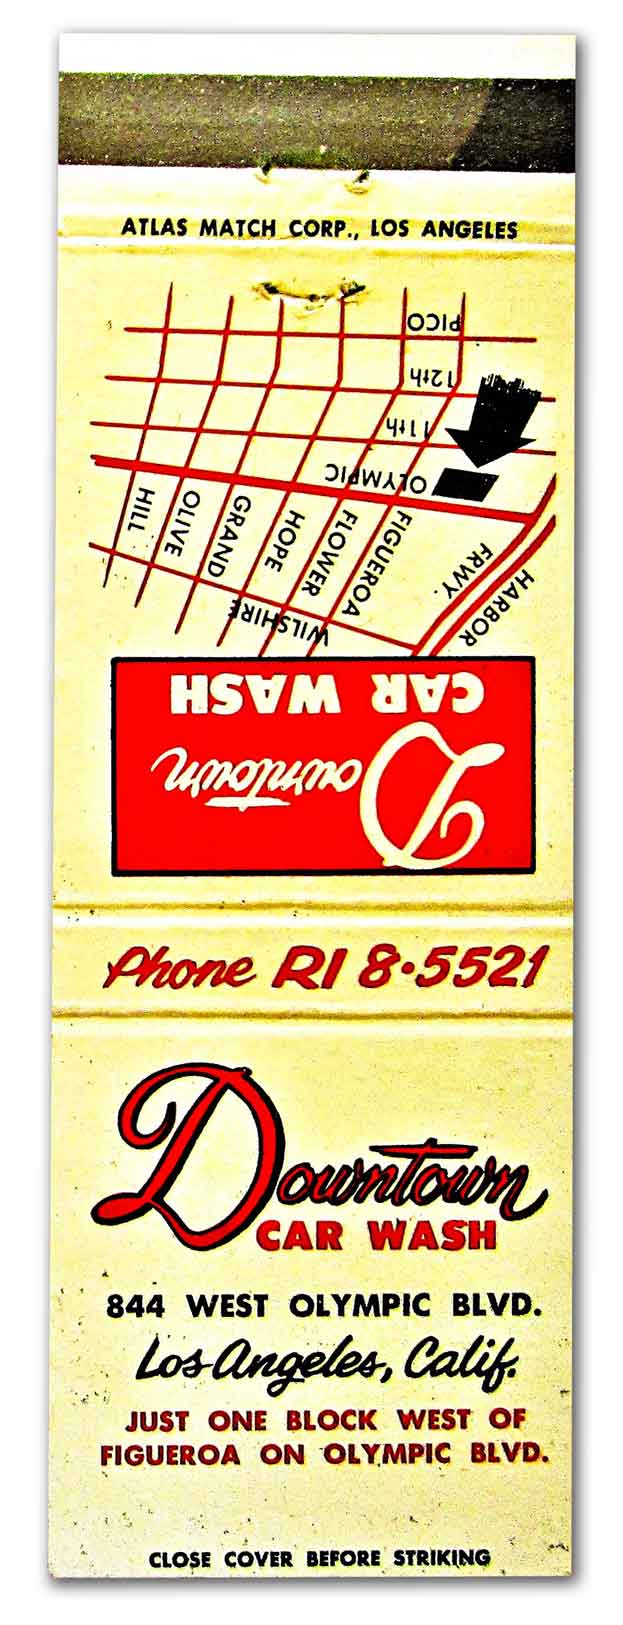 ATLAS MATCH CORP., LOS ANGELES
PICO
12th
11th
OLYMPIC
HILL
OLIVE
GRAND
HOPE
FLOWER
FIGUEROA
HARBOR
FRWY.
WILSHIRE
Downtown
CAR WASH
Phone RI 8-5521
Downtown
CAR WASH
844 WEST OLYMPIC BLVD.
Los Angeles, Calif.
JUST ONE BLOCK WEST OF
FIGUEROA ON OLYMPIC BLVD.
CLOSE COVER BEFORE STRIKING